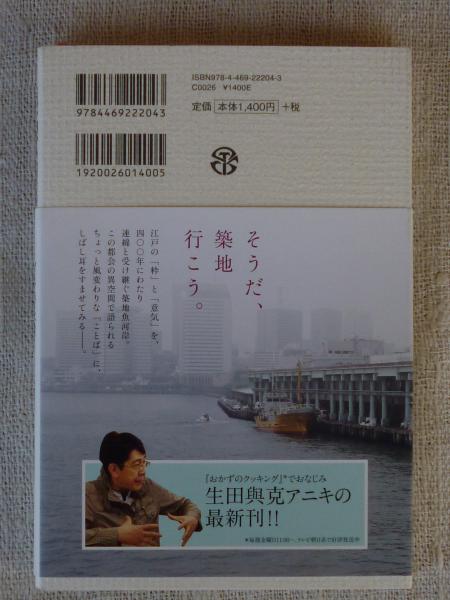 ISBN978-4-469-22204-3
C0026 ¥1400E
定価 本体1,400円 +税
9784469222043
1920026014005
そうだ、
築地
行こう。
江戸の「粋」と「意気」を、
四〇〇年にわたり
連綿と受け継ぐ築地魚河岸。
この都会の異空間で語られる
ちょっと風変わりな『ことば』に、
しばし耳をすませてみる――。
『おかずのクッキング』*でおなじみ
生田與克アニキの
最新刊!!